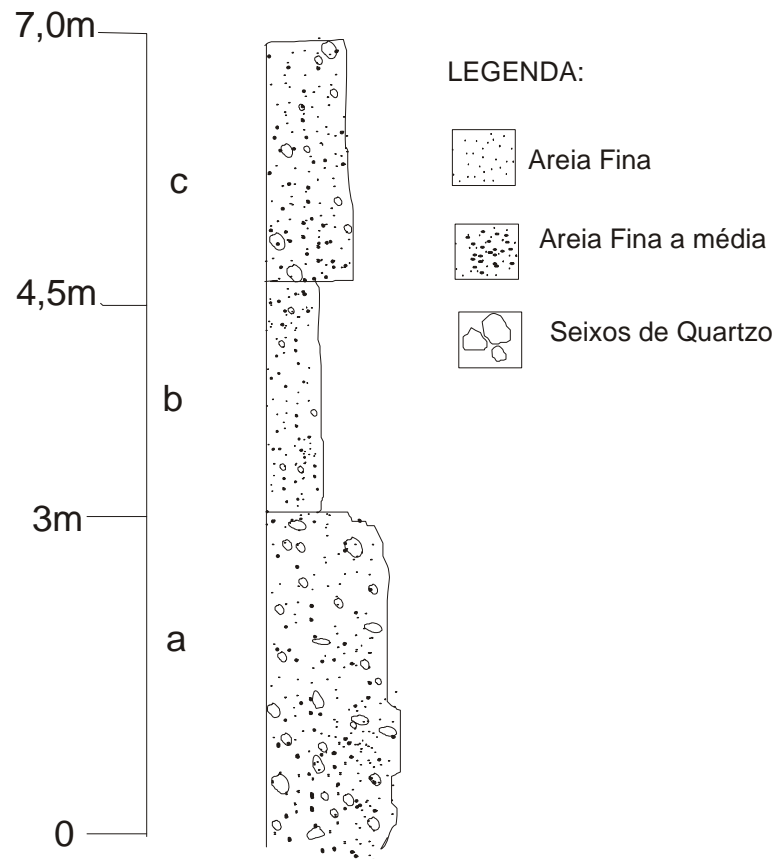 7,0m
c
4,5m
b
3m
a
0
LEGENDA:
Areia Fina
Areia Fina a média
Seixos de Quartzo